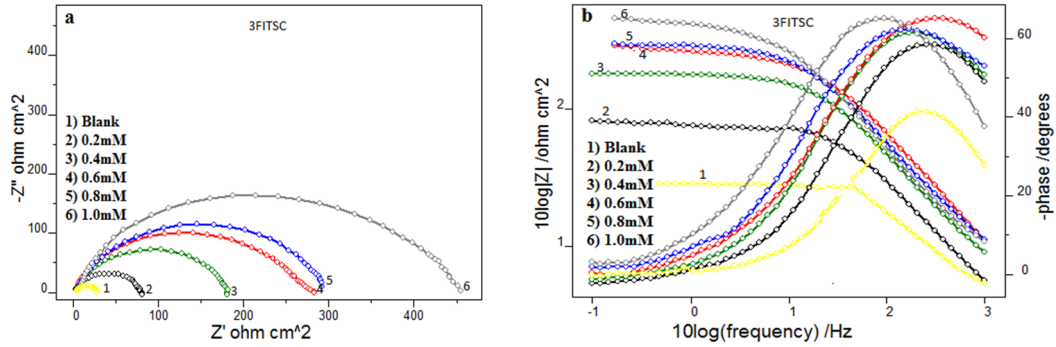 a
3FITSC
400
300
200
100
0
-Z" ohm cm^2
1) Blank
2) 0.2mM
3) 0.4mM
4) 0.6mM
5) 0.8mM
6) 1.0mM
1
2
3
4
5
6
0
100
200
300
400
Z' ohm cm^2
b
3FITSC
6
5
4
3
2
1
2
1
10log|Z| /ohm cm^2
1) Blank
2) 0.2mM
3) 0.4mM
4) 0.6mM
5) 0.8mM
6) 1.0mM
60
40
20
0
-phase /degrees
-1
0
1
2
3
10log(frequency) /Hz